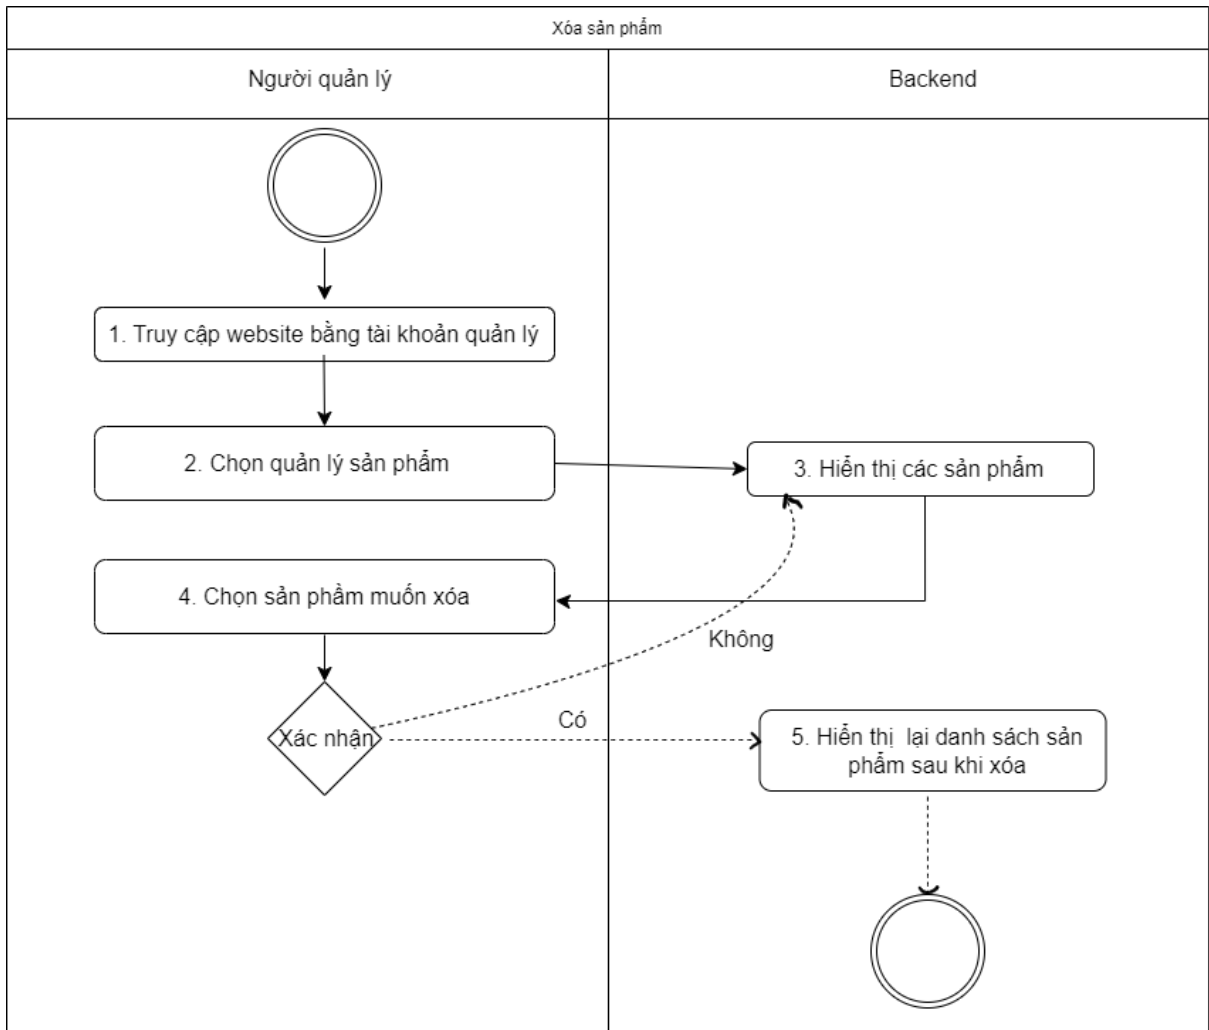 Xóa sản phẩm
Người quản lý
Backend
1. Truy cập website bằng tài khoản quản lý
2. Chọn quản lý sản phẩm
3. Hiển thị các sản phẩm
4. Chọn sản phầm muốn xóa
Không
Xác nhận
Có
5. Hiển thị lại danh sách sản
phẩm sau khi xóa